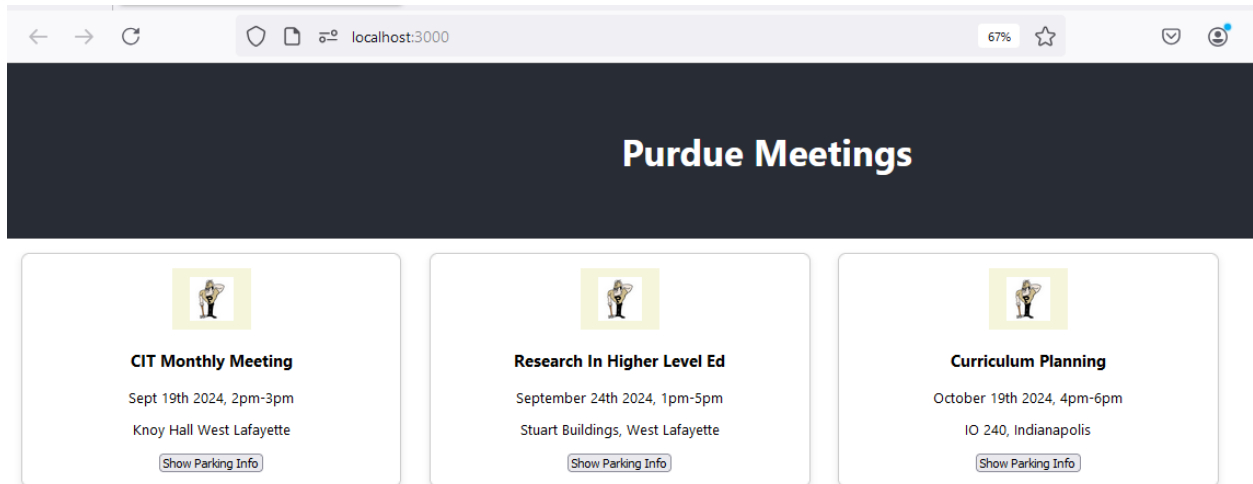 localhost:3000
67%
Purdue Meetings
CIT Monthly Meeting
Sept 19th 2024, 2pm-3pm
Knoy Hall West Lafayette
Show Parking Info
Research In Higher Level Ed
September 24th 2024, 1pm-5pm
Stuart Buildings, West Lafayette
Show Parking Info
Curriculum Planning
October 19th 2024, 4pm-6pm
IO 240, Indianapolis
Show Parking Info